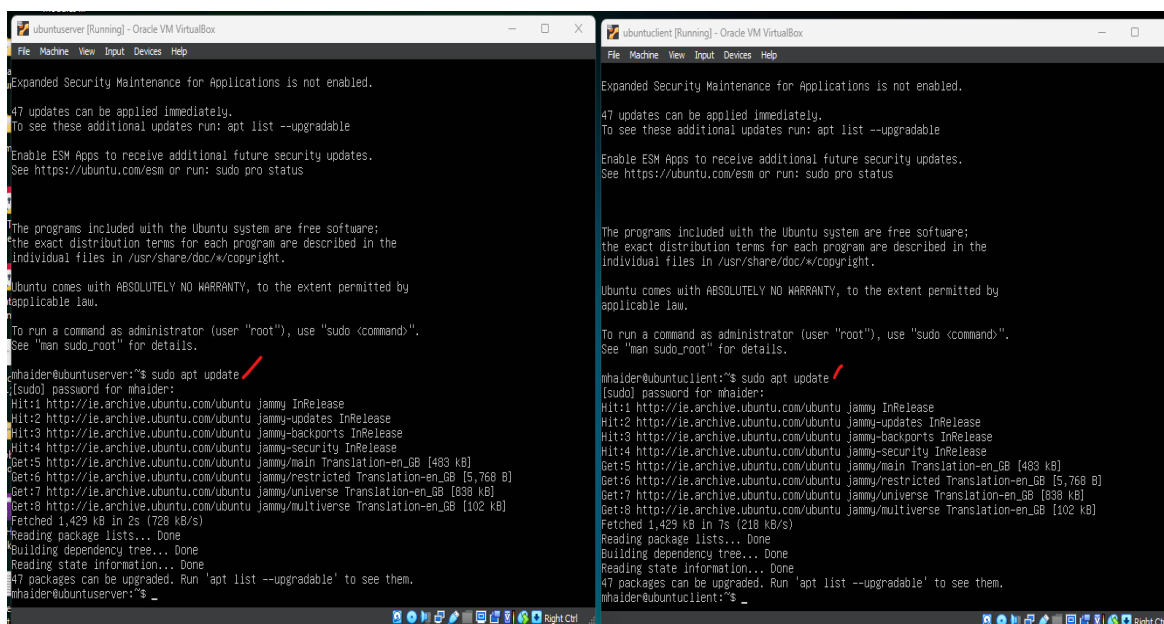 ubuntuserver [Running] - Oracle VM VirtualBox
File Machine View Input Devices Help
Expanded Security Maintenance for Applications is not enabled.
47 updates can be applied immediately.
To see these additional updates run: apt list --upgradable
Enable ESM Apps to receive additional future security updates.
See https://ubuntu.com/esm or run: sudo pro status
The programs included with the Ubuntu system are free software;
the exact distribution terms for each program are described in the
individual files in /usr/share/doc/*/copyright.
Ubuntu comes with ABSOLUTELY NO WARRANTY, to the extent permitted by
applicable law.
To run a command as administrator (user "root"), use "sudo <command>".
See "man sudo_root" for details.
mhaider@ubuntuserver:~$ sudo apt update
[sudo] password for mhaider:
Hit:1 http://ie.archive.ubuntu.com/ubuntu jammy InRelease
Hit:2 http://ie.archive.ubuntu.com/ubuntu jammy-updates InRelease
Hit:3 http://ie.archive.ubuntu.com/ubuntu jammy-backports InRelease
Hit:4 http://ie.archive.ubuntu.com/ubuntu jammy-security InRelease
Get:5 http://ie.archive.ubuntu.com/ubuntu jammy/main Translation-en_GB [483 kB]
Get:6 http://ie.archive.ubuntu.com/ubuntu jammy/restricted Translation-en_GB [5,768 B]
Get:7 http://ie.archive.ubuntu.com/ubuntu jammy/universe Translation-en_GB [838 kB]
Get:8 http://ie.archive.ubuntu.com/ubuntu jammy/multiverse Translation-en_GB [102 kB]
Fetched 1,429 kB in 2s (728 kB/s)
Reading package lists... Done
Building dependency tree... Done
Reading state information... Done
47 packages can be upgraded. Run 'apt list --upgradable' to see them.
mhaider@ubuntuserver:~$ _
Right Ctrl
ubuntuclient [Running] - Oracle VM VirtualBox
File Machine View Input Devices Help
Expanded Security Maintenance for Applications is not enabled.
47 updates can be applied immediately.
To see these additional updates run: apt list --upgradable
Enable ESM Apps to receive additional future security updates.
See https://ubuntu.com/esm or run: sudo pro status
The programs included with the Ubuntu system are free software;
the exact distribution terms for each program are described in the
individual files in /usr/share/doc/*/copyright.
Ubuntu comes with ABSOLUTELY NO WARRANTY, to the extent permitted by
applicable law.
To run a command as administrator (user "root"), use "sudo <command>".
See "man sudo_root" for details.
mhaider@ubuntuclient:~$ sudo apt update
[sudo] password for mhaider:
Hit:1 http://ie.archive.ubuntu.com/ubuntu jammy InRelease
Hit:2 http://ie.archive.ubuntu.com/ubuntu jammy-updates InRelease
Hit:3 http://ie.archive.ubuntu.com/ubuntu jammy-backports InRelease
Hit:4 http://ie.archive.ubuntu.com/ubuntu jammy-security InRelease
Get:5 http://ie.archive.ubuntu.com/ubuntu jammy/main Translation-en_GB [483 kB]
Get:6 http://ie.archive.ubuntu.com/ubuntu jammy/restricted Translation-en_GB [5,768 B]
Get:7 http://ie.archive.ubuntu.com/ubuntu jammy/universe Translation-en_GB [838 kB]
Get:8 http://ie.archive.ubuntu.com/ubuntu jammy/multiverse Translation-en_GB [102 kB]
Fetched 1,429 kB in 7s (218 kB/s)
Reading package lists... Done
Building dependency tree... Done
Reading state information... Done
47 packages can be upgraded. Run 'apt list --upgradable' to see them.
mhaider@ubuntuclient:~$ _
Right Ctrl